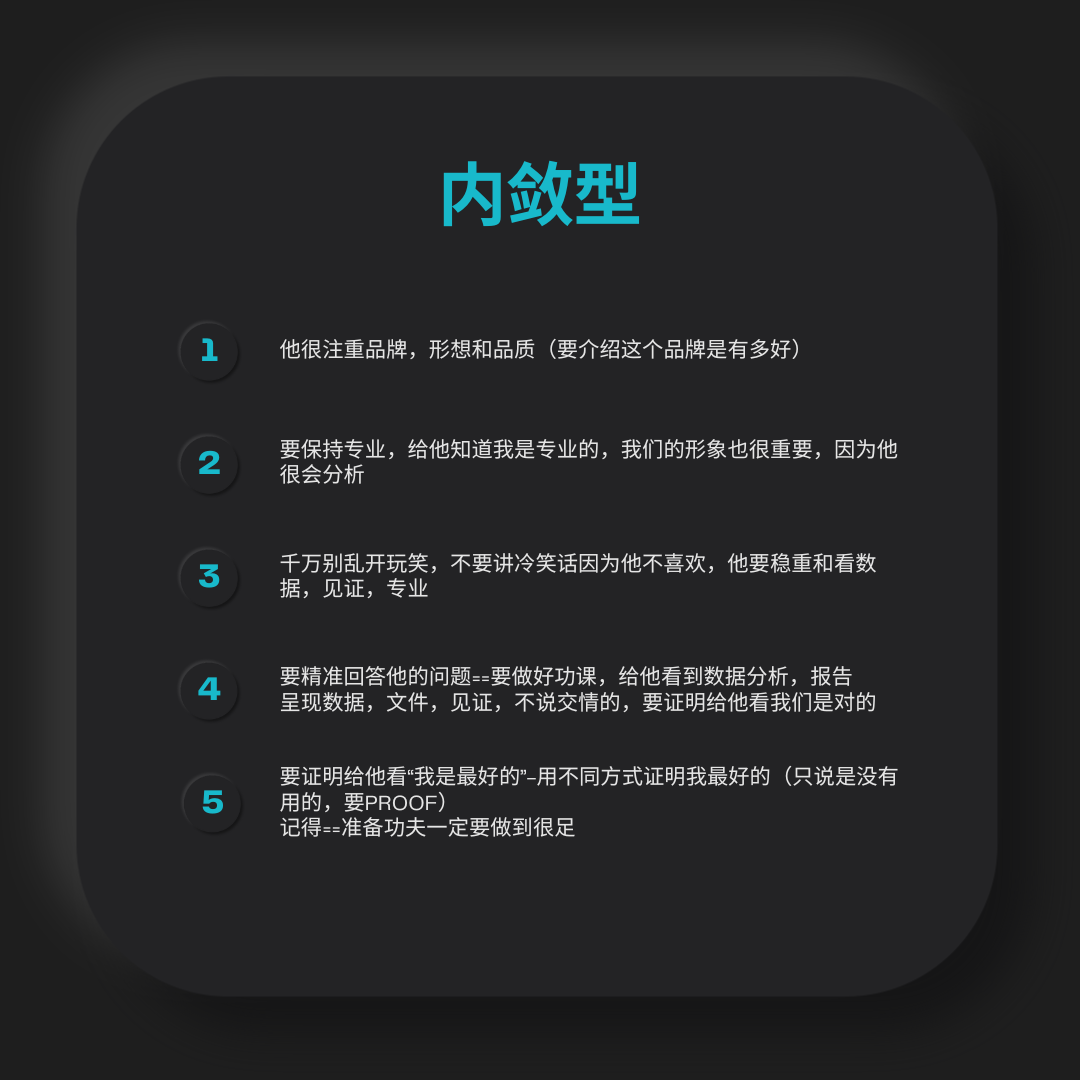 内敛型
1
他很注重品牌，形想和品质（要介绍这个品牌是有多好）
2
要保持专业，给他知道我是专业的，我们的形象也很重要，因为他
很会分析
3
千万别乱开玩笑，不要讲冷笑话因为他不喜欢，他要稳重和看数
据，见证，专业
4
要精准回答他的问题==要做好功课，给他看到数据分析，报告
呈现数据，文件，见证，不说交情的，要证明给他看我们是对的
5
要证明给他看“我是最好的”–用不同方式证明我最好的（只说是没有
用的，要PROOF）
记得==准备功夫一定要做到很足